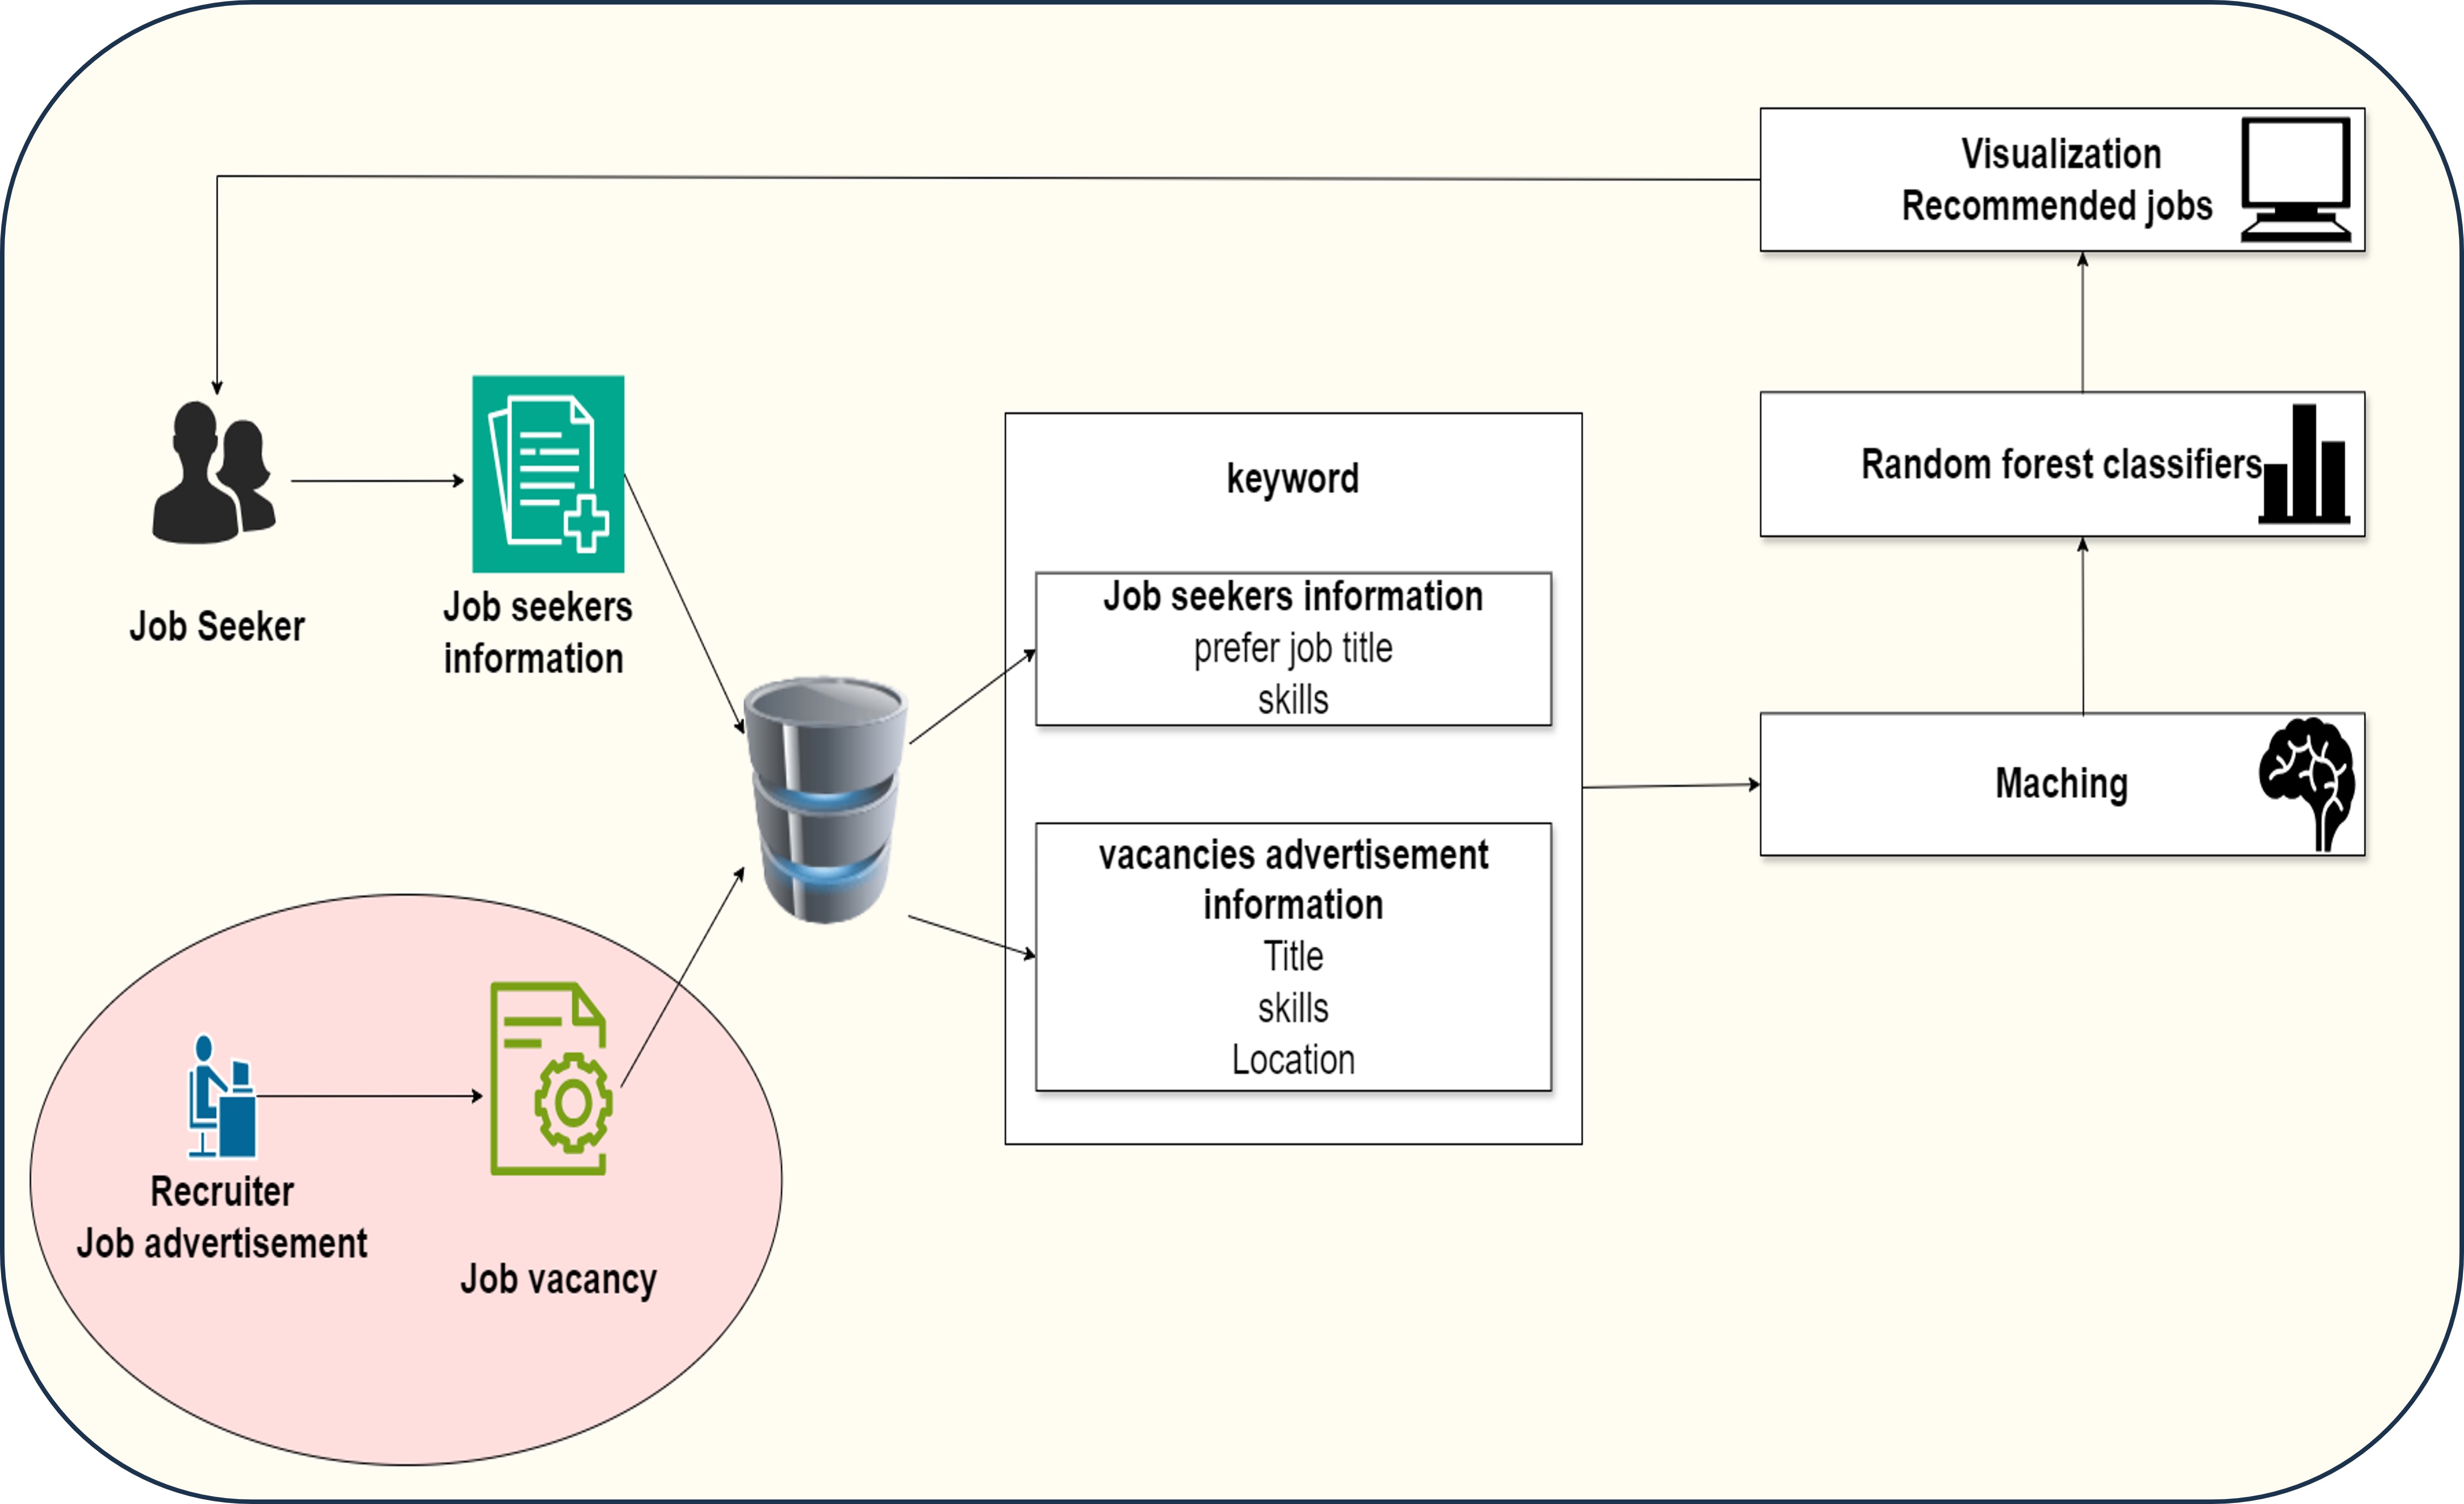 Visualization
Recommended jobs
Random forest classifiers
Maching
keyword
Job seekers information
prefer job title
skills
vacancies advertisement
information
Title
skills
Location
Job Seeker
Job seekers
information
Recruiter
Job advertisement
Job vacancy